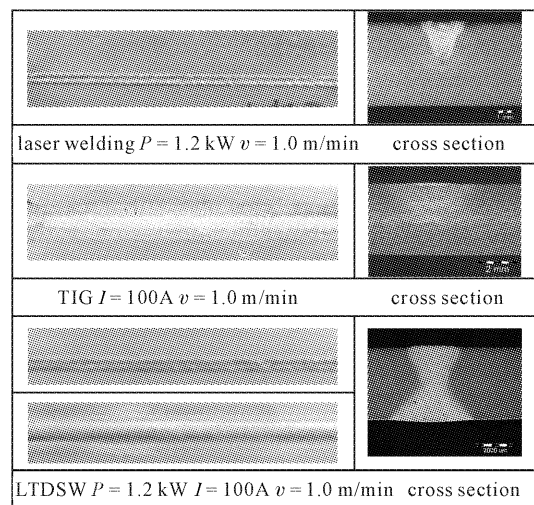 laser welding P = 1.2 kW v = 1.0 m/min cross section
2 mm
TIG I = 100A v = 1.0 m/min cross section
LTDSW P = 1.2 kW I = 100A v = 1.0 m/min cross section